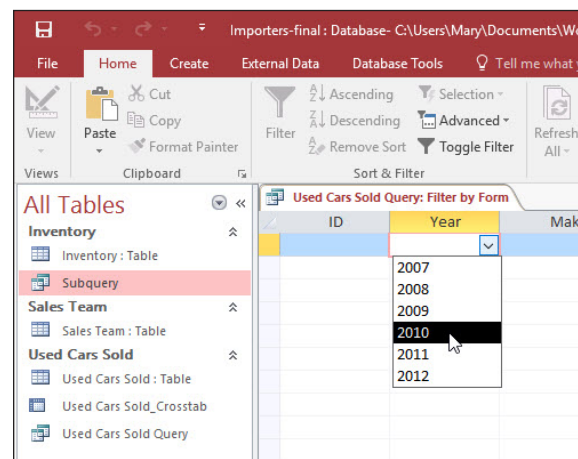 Importers-final : Database- C:\Users\Mary\Documents\We
File Home Create External Data Database Tools Tell me what
View
Views
Paste
Cut
Copy
Format Painter
Clipboard
Filter
Ascending
Descending
Remove Sort
Selection
Advanced
Toggle Filter
Sort & Filter
Refresh
All
All Tables
Inventory
Inventory : Table
Subquery
Sales Team
Sales Team : Table
Used Cars Sold
Used Cars Sold : Table
Used Cars Sold_Crosstab
Used Cars Sold Query
Used Cars Sold Query: Filter by Form
ID Year Mak
2007
2008
2009
2010
2011
2012